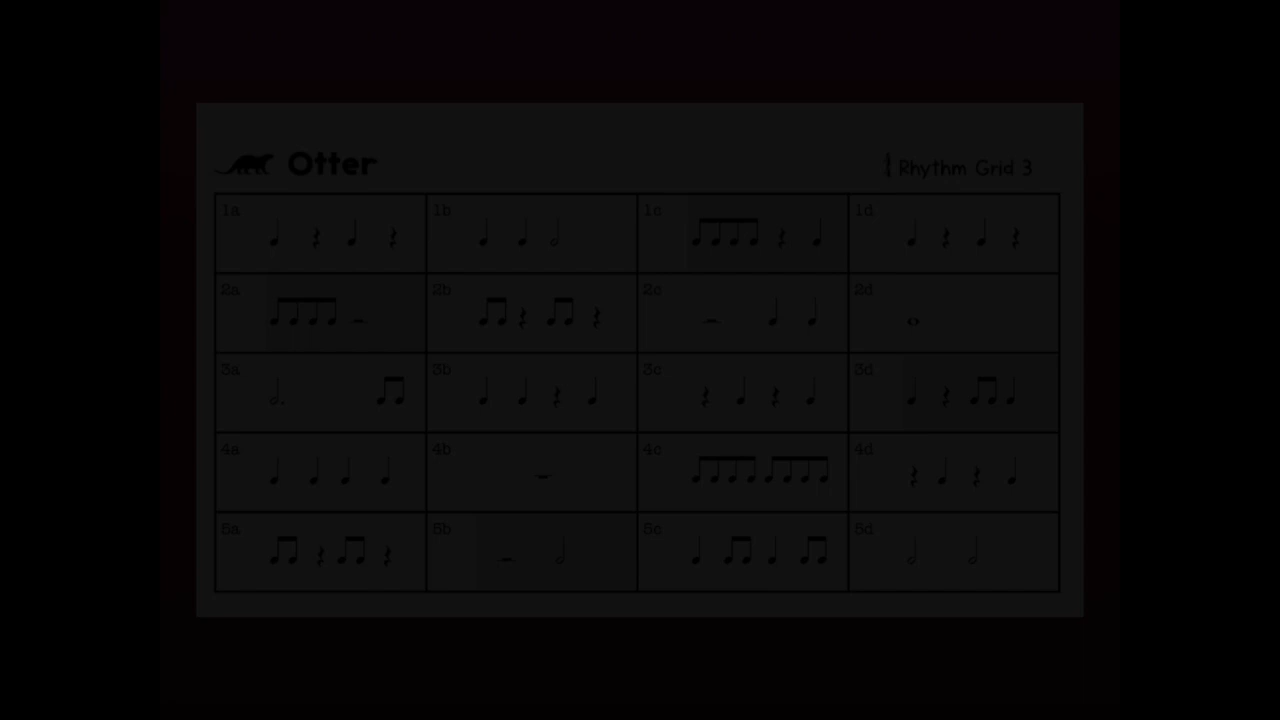 Otter
Rhythm Grid 3
1a 1b 1c 1d
2a 2b 2c 2d
3a 3b 3c 3d
4a 4b 4c 4d
5a 5b 5c 5d